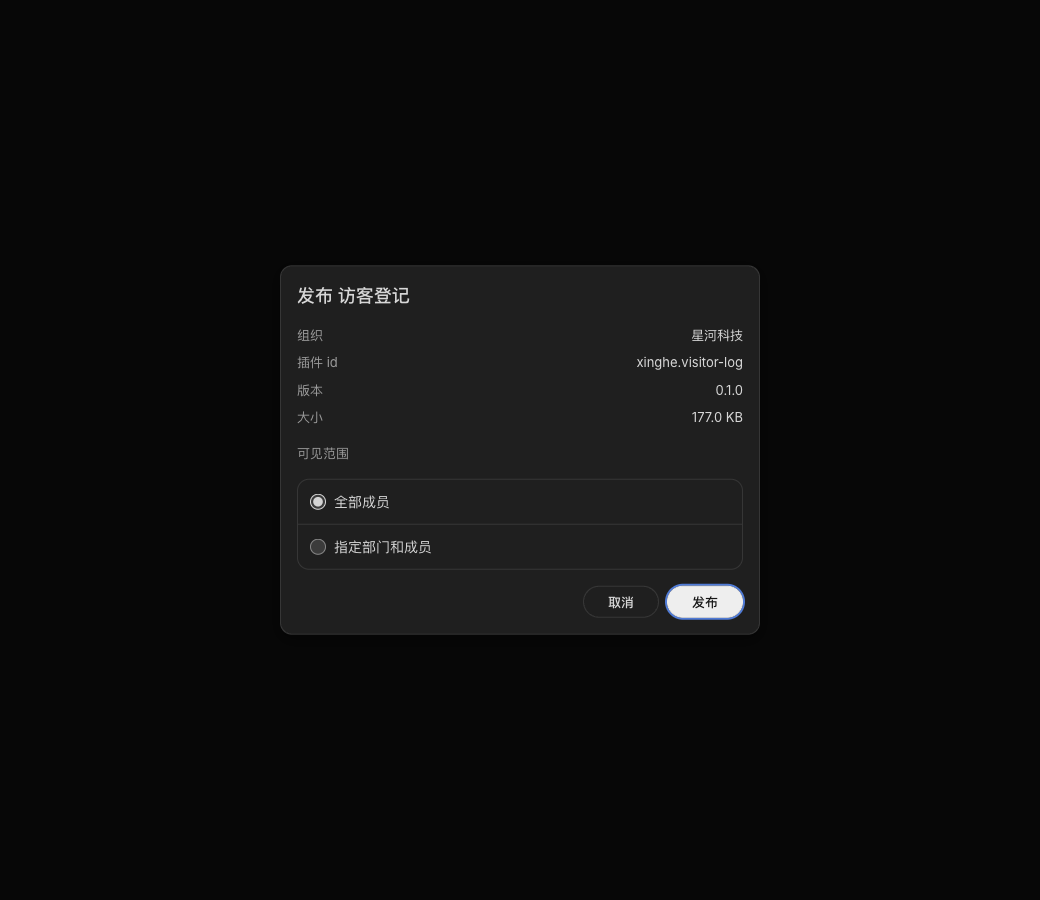 发布 访客登记
组织 星河科技
插件 id xinghe.visitor-log
版本 0.1.0
大小 177.0 KB
可见范围
全部成员
指定部门和成员
取消 发布